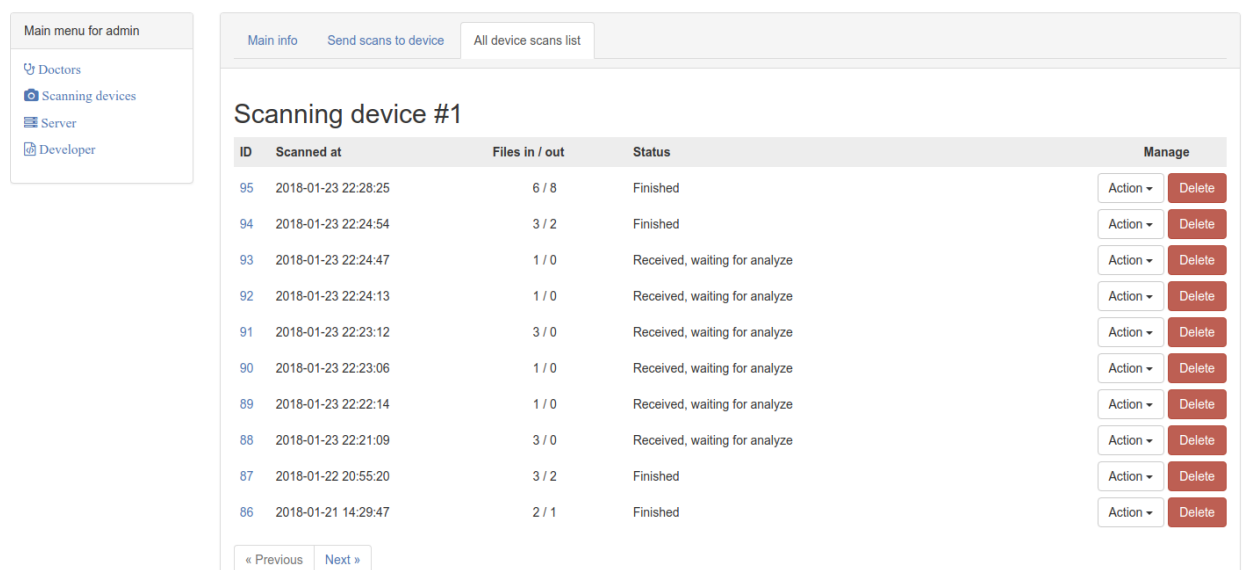 Main menu for admin
Doctors
Scanning devices
Server
Developer
Main info Send scans to device All device scans list
Scanning device #1
ID Scanned at Files in / out Status Manage
95 2018-01-23 22:28:25 6 / 8 Finished Action Delete
94 2018-01-23 22:24:54 3 / 2 Finished Action Delete
93 2018-01-23 22:24:47 1 / 0 Received, waiting for analyze Action Delete
92 2018-01-23 22:24:13 1 / 0 Received, waiting for analyze Action Delete
91 2018-01-23 22:23:12 3 / 0 Received, waiting for analyze Action Delete
90 2018-01-23 22:23:06 1 / 0 Received, waiting for analyze Action Delete
89 2018-01-23 22:22:14 1 / 0 Received, waiting for analyze Action Delete
88 2018-01-23 22:21:09 3 / 0 Received, waiting for analyze Action Delete
87 2018-01-22 20:55:20 3 / 2 Finished Action Delete
86 2018-01-21 14:29:47 2 / 1 Finished Action Delete
« Previous Next »